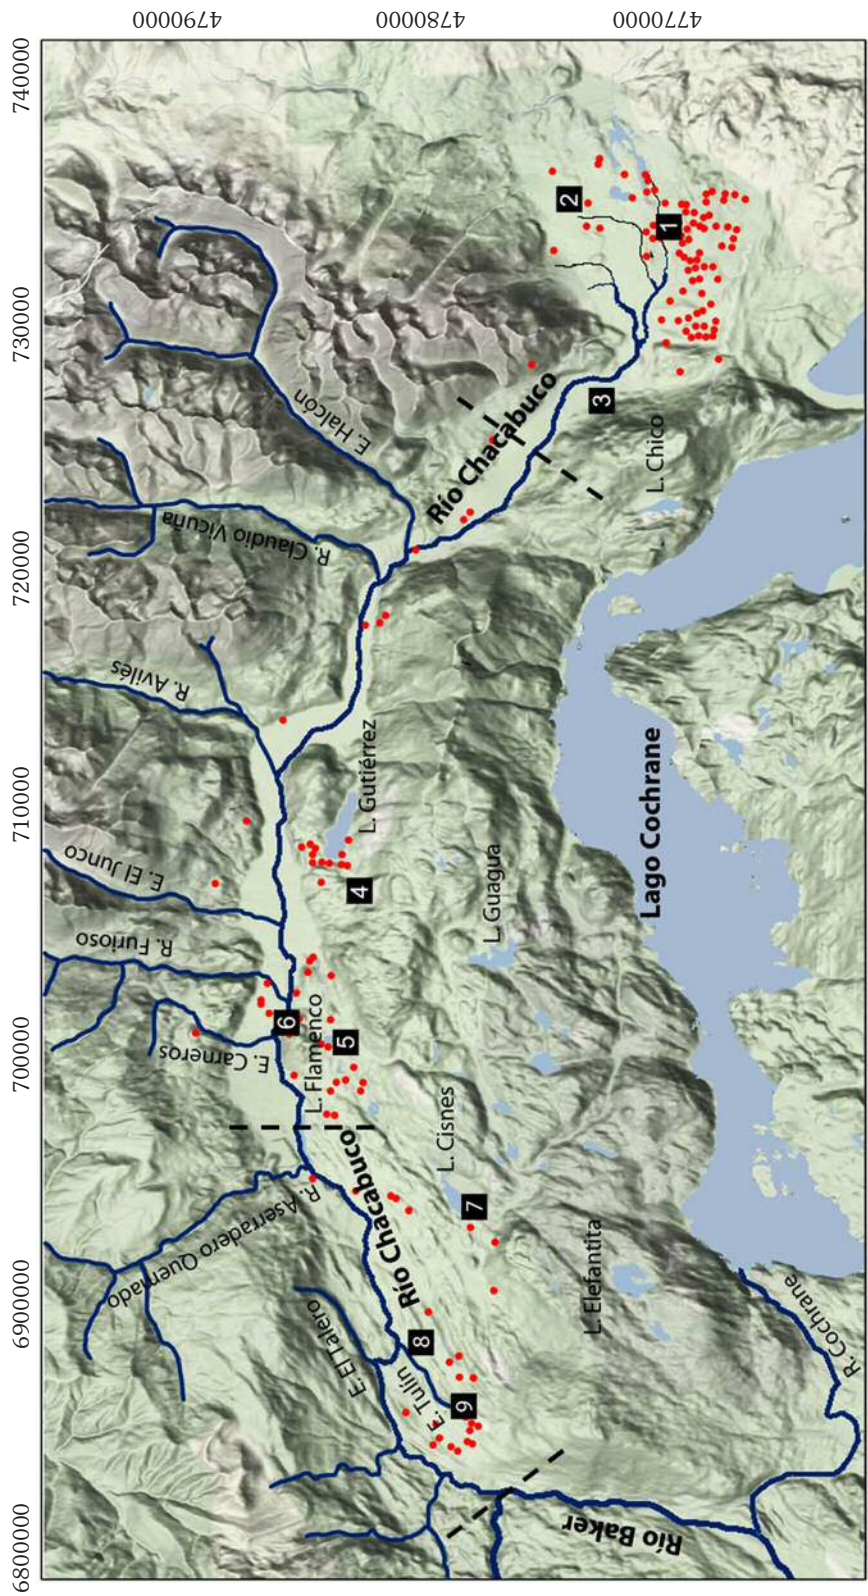 4790000
4780000
4770000
740000
730000
720000
710000
700000
6900000
6800000
2
1
3
Río Chacabuco
L. Chico
E. Halcón
R. Claudio Vicuña
R. Avilés
L. Gutiérrez
E. El Junco
4
L. Guagua
Lago Cochrane
R. Furioso
6
E. Carneros
L. Flamenco
5
L. Cisnes
7
R. Aserradero Quemado
Río Chacabuco
L. Elefantita
8
E. El Talero
E. Tulín
9
R. Cochrane
Río Baker